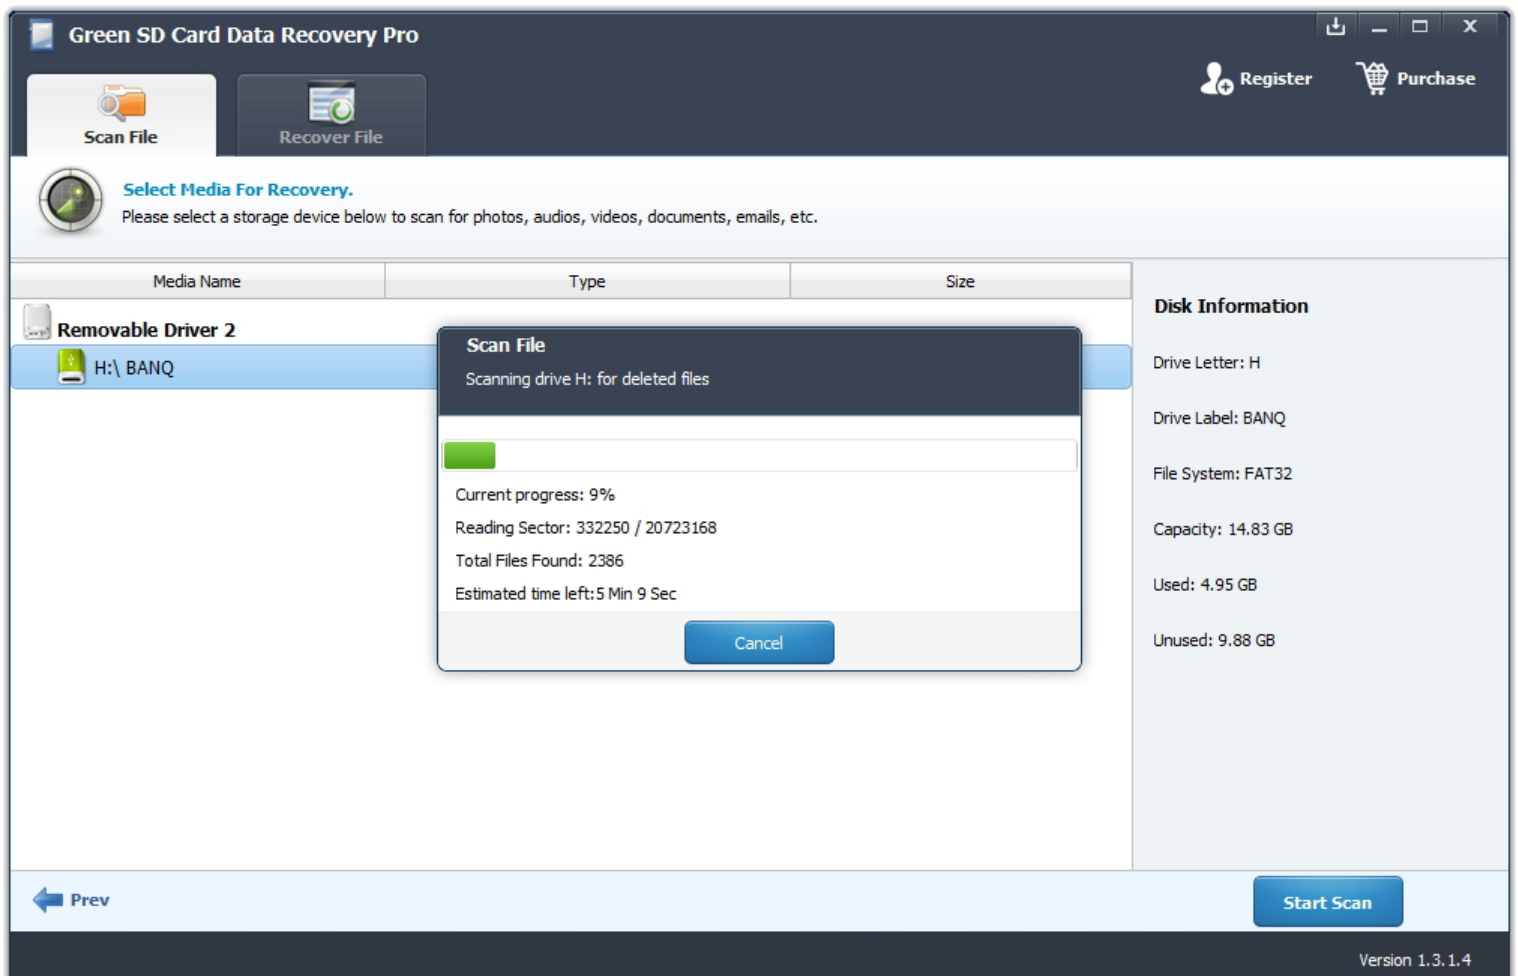 Green SD Card Data Recovery Pro
Register
Purchase
Scan File
Recover File
Select Media For Recovery.
Please select a storage device below to scan for photos, audios, videos, documents, emails, etc.
Media Name
Type
Size
Removable Driver 2
H:\ BANQ
Scan File
Scanning drive H: for deleted files
Current progress: 9%
Reading Sector: 332250 / 20723168
Total Files Found: 2386
Estimated time left:5 Min 9 Sec
Cancel
Disk Information
Drive Letter: H
Drive Label: BANQ
File System: FAT32
Capacity: 14.83 GB
Used: 4.95 GB
Unused: 9.88 GB
Prev
Start Scan
Version 1.3.1.4